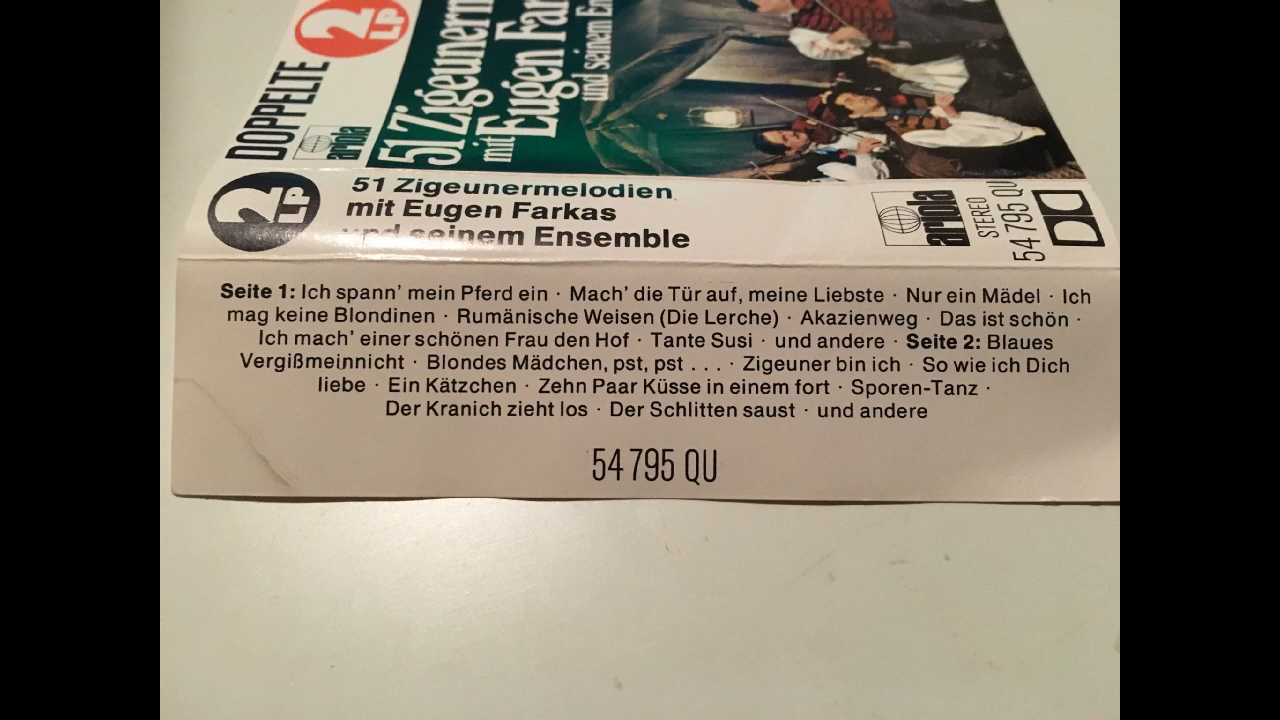 DOPPELTE
2 LP
ariola
51 Zigeunerm
mit Eugen Far
und seinem En
2 LP
51 Zigeunermelodien
mit Eugen Farkas
und seinem Ensemble
ariola
STEREO
54 795 QU
Seite 1: Ich spann' mein Pferd ein · Mach' die Tür auf, meine Liebste · Nur ein Mädel · Ich
mag keine Blondinen · Rumänische Weisen (Die Lerche) · Akazienweg · Das ist schön ·
Ich mach' einer schönen Frau den Hof · Tante Susi · und andere · Seite 2: Blaues
Vergißmeinnicht · Blondes Mädchen, pst, pst . . . · Zigeuner bin ich · So wie ich Dich
liebe · Ein Kätzchen · Zehn Paar Küsse in einem fort · Sporen-Tanz ·
Der Kranich zieht los · Der Schlitten saust · und andere
54 795 QU